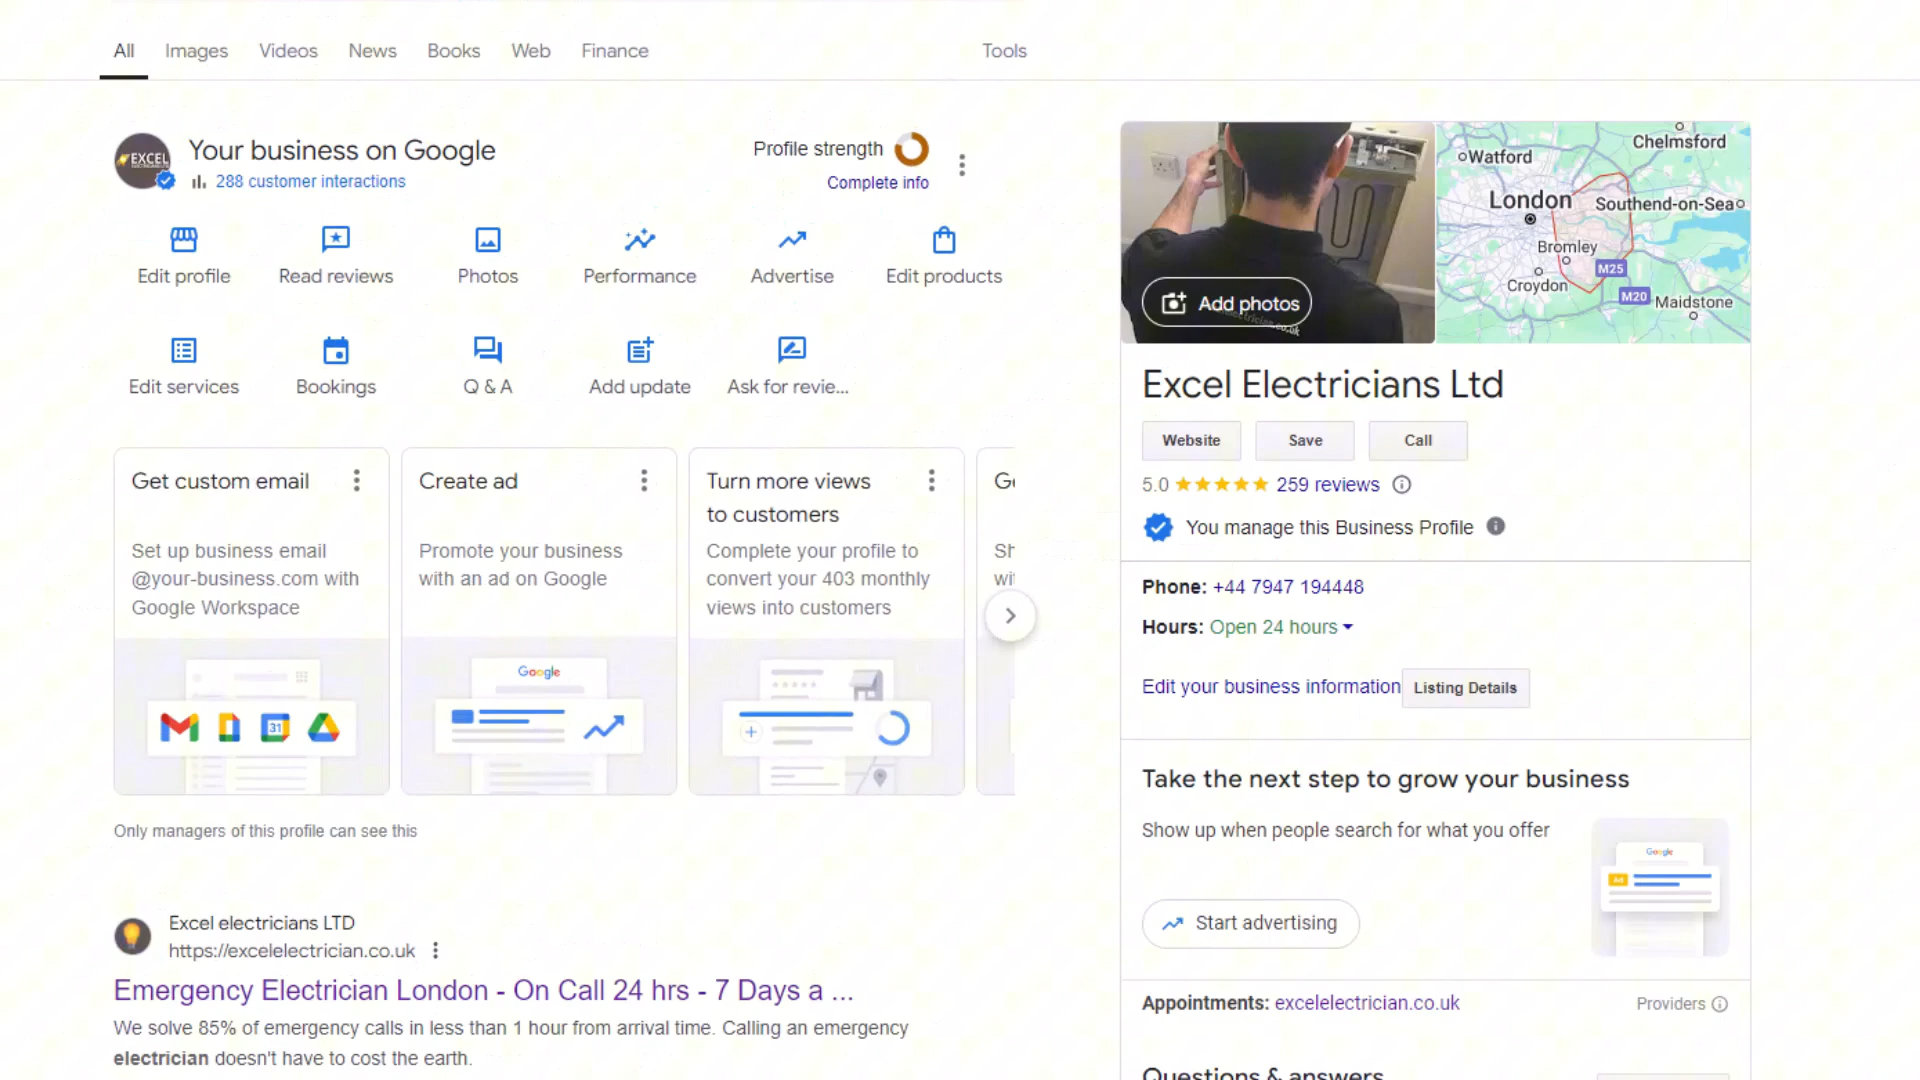 All Images Videos News Books Web Finance Tools
EXCEL
Your business on Google
288 customer interactions
Profile strength
Complete info
Edit profile Read reviews Photos Performance Advertise Edit products
Edit services Bookings Q & A Add update Ask for revie...
Get custom email
Set up business email
@your-business.com with
Google Workspace
31
Create ad
Promote your business
with an ad on Google
Google
Turn more views
to customers
Complete your profile to
convert your 403 monthly
views into customers
Only managers of this profile can see this
Excel electricians LTD
https://excelelectrician.co.uk
Emergency Electrician London - On Call 24 hrs - 7 Days a ...
We solve 85% of emergency calls in less than 1 hour from arrival time. Calling an emergency
electrician doesn't have to cost the earth.
Add photos
Watford
Chelmsford
London
Southend-on-Sea
Bromley
M25
Croydon
M20
Maidstone
Excel Electricians Ltd
Website Save Call
5.0 259 reviews
You manage this Business Profile
Phone: +44 7947 194448
Hours: Open 24 hours
Edit your business information Listing Details
Take the next step to grow your business
Show up when people search for what you offer
Google
Ad
Start advertising
Appointments: excelelectrician.co.uk Providers
Questions & answers